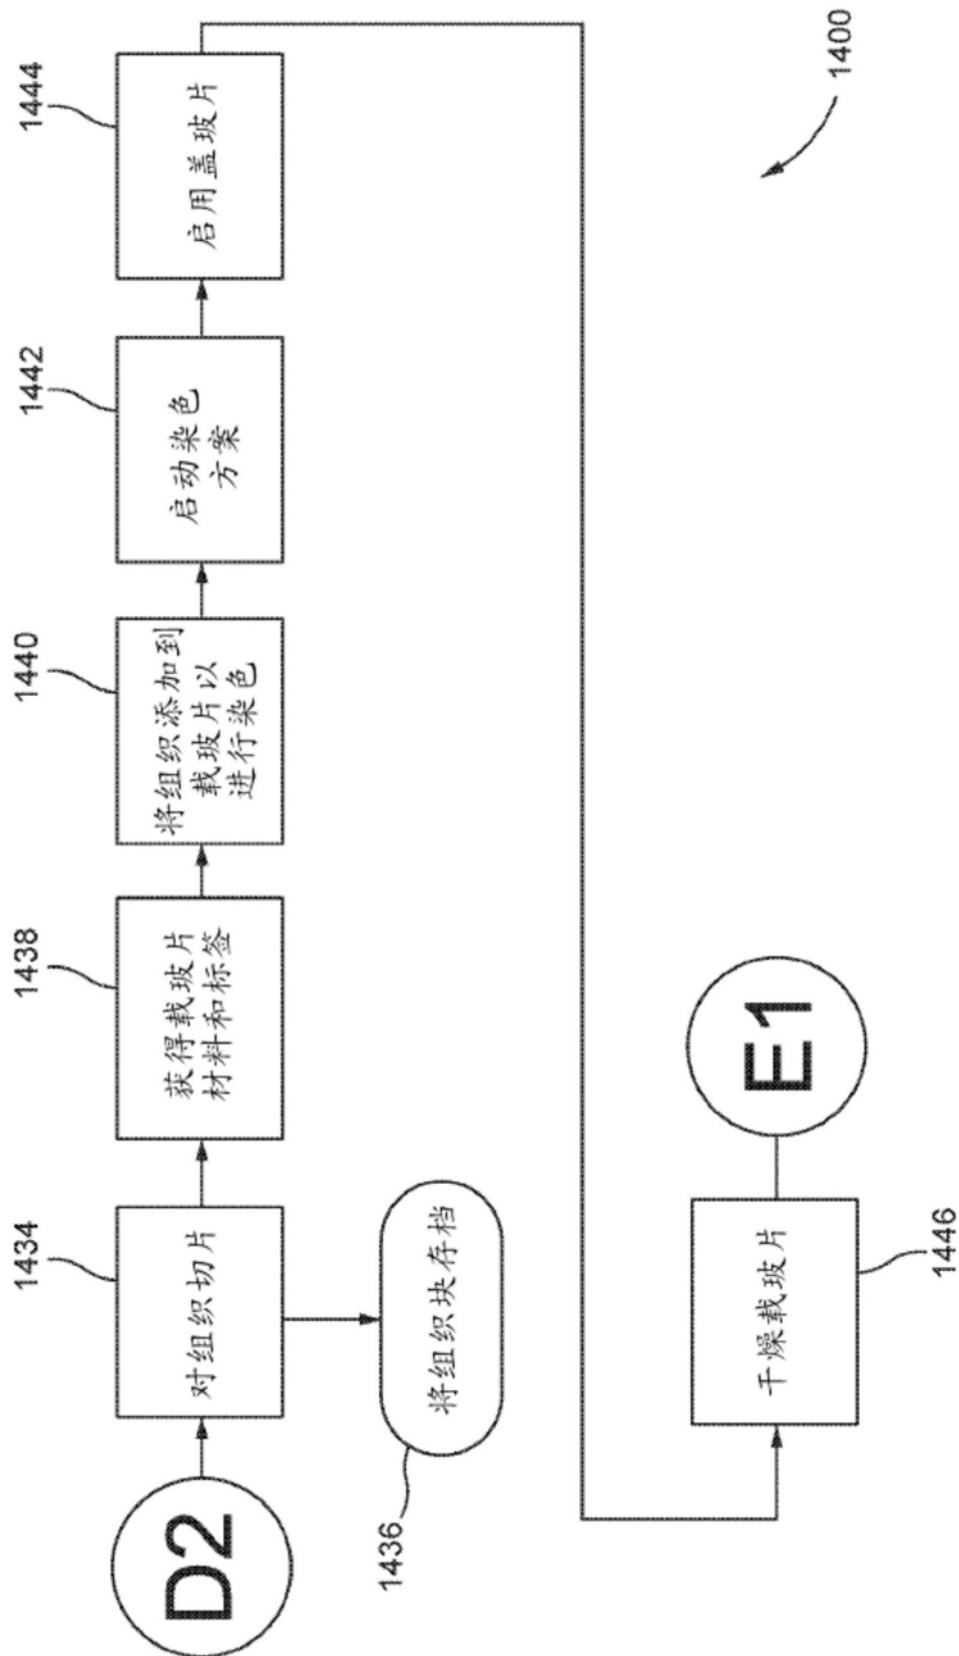 1434
1438
1440
1442
1444
D2
对组织切片
获得载玻片
材料和标签
将组织添加到
载玻片以
进行染色
启动染色
方案
启用盖玻片
1436
将组织块存档
干燥载玻片
E1
1446
1400